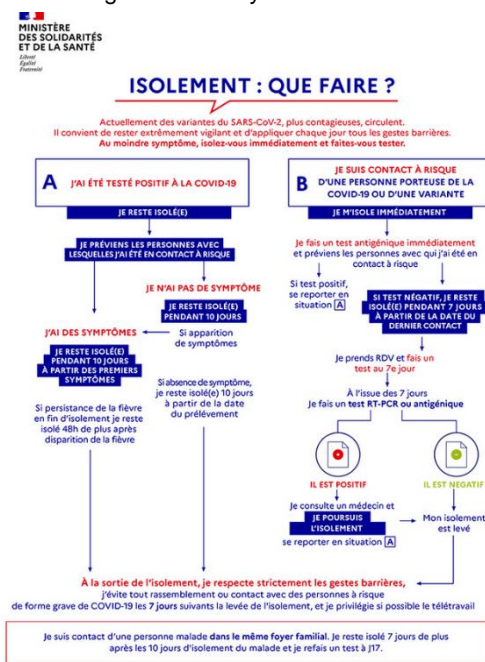 MINISTÈRE
DES SOLIDARITÉS
ET DE LA SANTÉ
Liberté
Égalité
Fraternité
ISOLEMENT : QUE FAIRE ?
Actuellement des variantes du SARS-CoV-2, plus contagieuses, circulent.
Il convient de rester extrêmement vigilant et d'appliquer chaque jour tous les gestes barrières.
Au moindre symptôme, isolez-vous immédiatement et faites-vous tester.
A
J'AI ÉTÉ TESTÉ POSITIF À LA COVID-19
JE RESTE ISOLÉ(E)
JE PRÉVIENS LES PERSONNES AVEC
LESQUELLES J'AI ÉTÉ EN CONTACT À RISQUE
JE N'AI PAS DE SYMPTÔME
JE RESTE ISOLÉ(E)
PENDANT 10 JOURS
J'AI DES SYMPTÔMES
Si apparition
de symptômes
JE RESTE ISOLÉ(E)
PENDANT 10 JOURS
À PARTIR DES PREMIERS
SYMPTÔMES
Si persistance de la fièvre
en fin d'isolement je reste
isolé 48h de plus après
disparition de la fièvre
Si absence de symptôme,
je reste isolé(e) 10 jours
à partir de la date
du prélévement
B
JE SUIS CONTACT À RISQUE
D'UNE PERSONNE PORTEUSE DE LA
COVID-19 OU D'UNE VARIANTE
JE M'ISOLE IMMÉDIATEMENT
Je fais un test antigénique immédiatement
et préviens les personnes avec qui j'ai été en
contact à risque
Si test positif,
se reporter en
situation A
SI TEST NÉGATIF, JE RESTE
ISOLÉ(E) PENDANT 7 JOURS
À PARTIR DE LA DATE DU
DERNIER CONTACT
Je prends RDV et fais un
test au 7e jour
À l'issue des 7 jours
Je fais un test RT-PCR ou antigénique
IL EST POSITIF
IL EST NEGATIF
Je consulte un médecin et
JE POURSUIS
L'ISOLEMENT
se reporter en situation A
Mon isolement
est levé
À la sortie de l'isolement, je respecte strictement les gestes barrières,
j'évite tout rassemblement ou contact avec des personnes à risque
de forme grave de COVID-19 les 7 jours suivants la levée de l'isolement, et je privilégie si possible le télétravail
Je suis contact d'une personne malade dans le même foyer familial. Je reste isolé 7 jours de plus
après les 10 jours d'isolement du malade et je refais un test à J17.